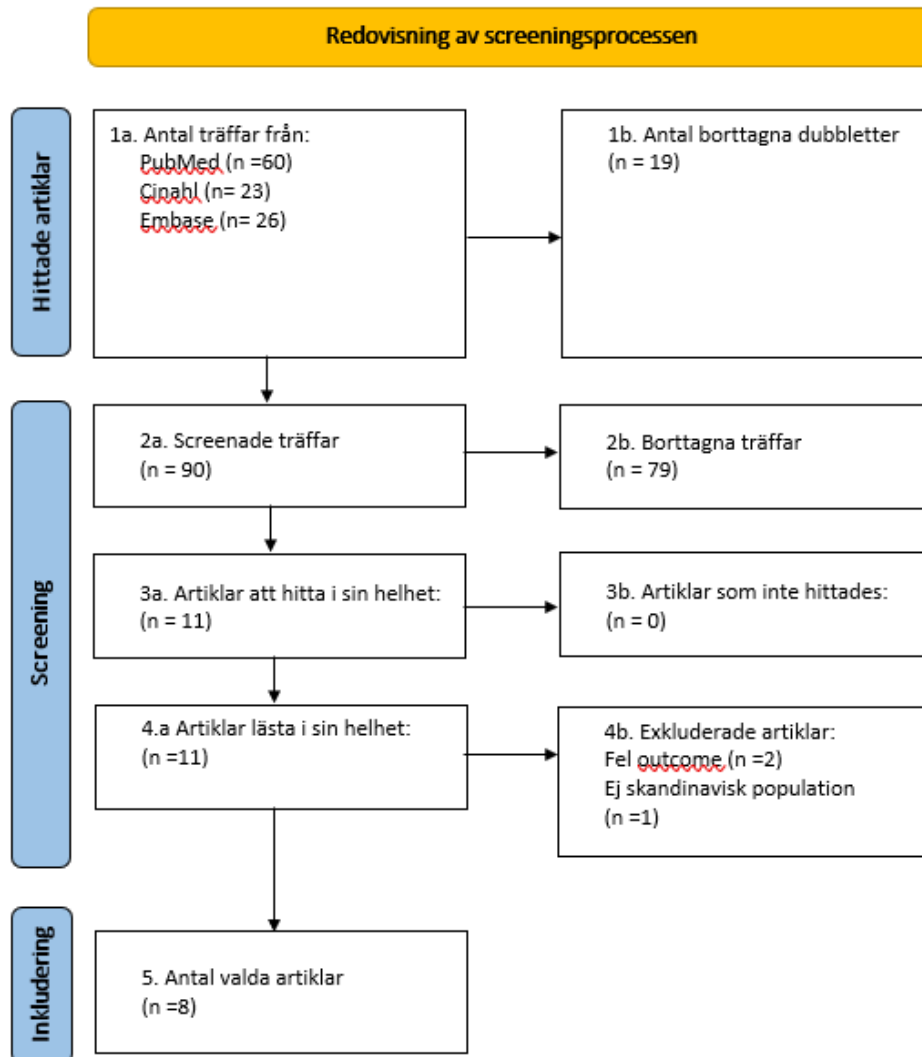 Redovisning av screeningsprocessen
Hittade artiklar
1a. Antal träffar från:
PubMed (n =60)
Cinahl (n= 23)
Embase (n= 26)
1b. Antal borttagna dubbletter
(n = 19)
Screening
2a. Screenade träffar
(n = 90)
2b. Borttagna träffar
(n = 79)
3a. Artiklar att hitta i sin helhet:
(n = 11)
3b. Artiklar som inte hittades:
(n = 0)
4.a Artiklar lästa i sin helhet:
(n =11)
4b. Exkluderade artiklar:
Fel outcome (n =2)
Ej skandinavisk population
(n =1)
Inkludering
5. Antal valda artiklar
(n =8)